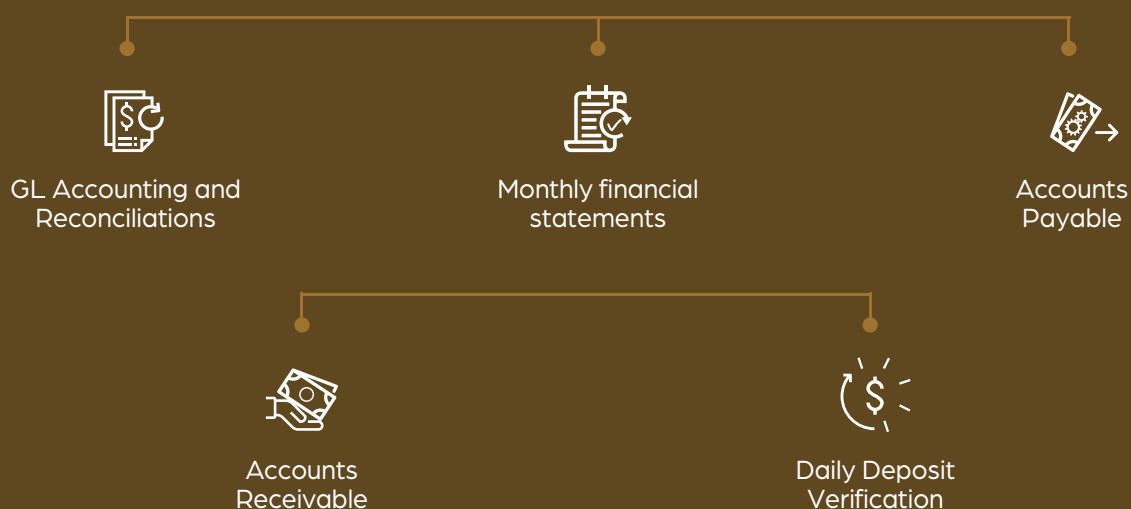 GL Accounting and
Reconciliations
Monthly financial
statements
Accounts
Payable
Accounts
Receivable
Daily Deposit
Verification